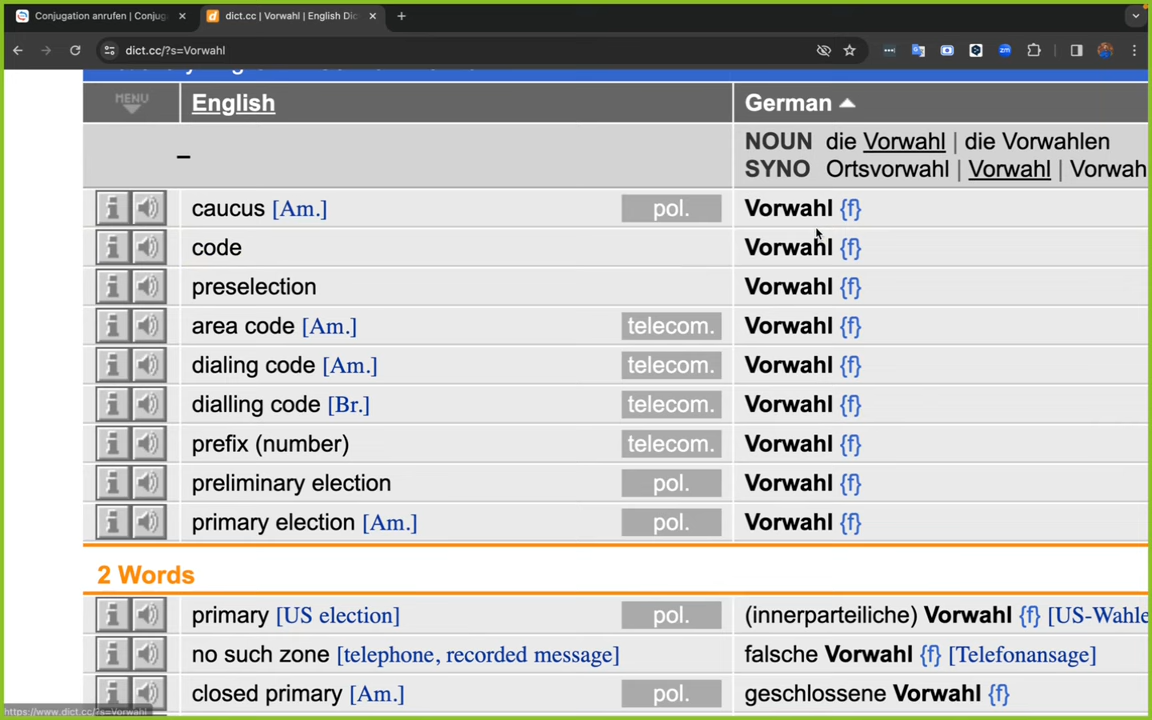 Conjugation anrufen | Conjug
dict.cc | Vorwahl | English Dic
dict.cc/?s=Vorwahl
MENU English German
–
NOUN die Vorwahl | die Vorwahlen
SYNO Ortsvorwahl | Vorwahl | Vorwah
caucus [Am.] pol. Vorwahl {f}
code Vorwahl {f}
preselection Vorwahl {f}
area code [Am.] telecom. Vorwahl {f}
dialing code [Am.] telecom. Vorwahl {f}
dialling code [Br.] telecom. Vorwahl {f}
prefix (number) telecom. Vorwahl {f}
preliminary election pol. Vorwahl {f}
primary election [Am.] pol. Vorwahl {f}
2 Words
primary [US election] pol. (innerparteiliche) Vorwahl {f} [US-Wahle
no such zone [telephone, recorded message] falsche Vorwahl {f} [Telefonansage]
closed primary [Am.] pol. geschlossene Vorwahl {f}
https://www.dict.cc/?s=Vorwahl